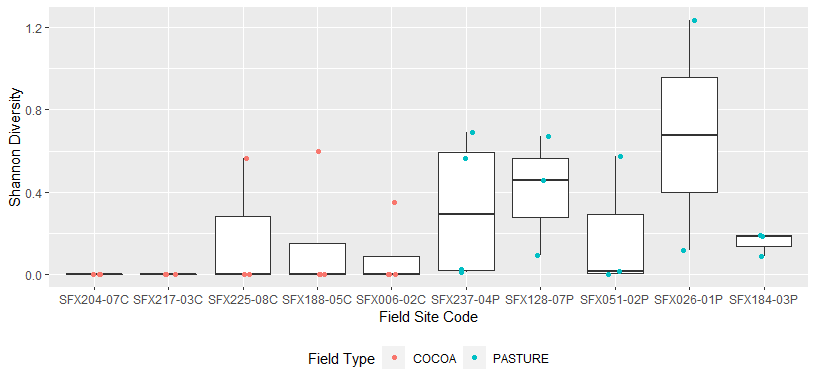 Shannon Diversity
1.2
0.8
0.4
0.0
SFX204-07C SFX217-03C SFX225-08C SFX188-05C SFX006-02C SFX237-04P SFX128-07P SFX051-02P SFX026-01P SFX184-03P
Field Site Code
Field Type COCOA PASTURE